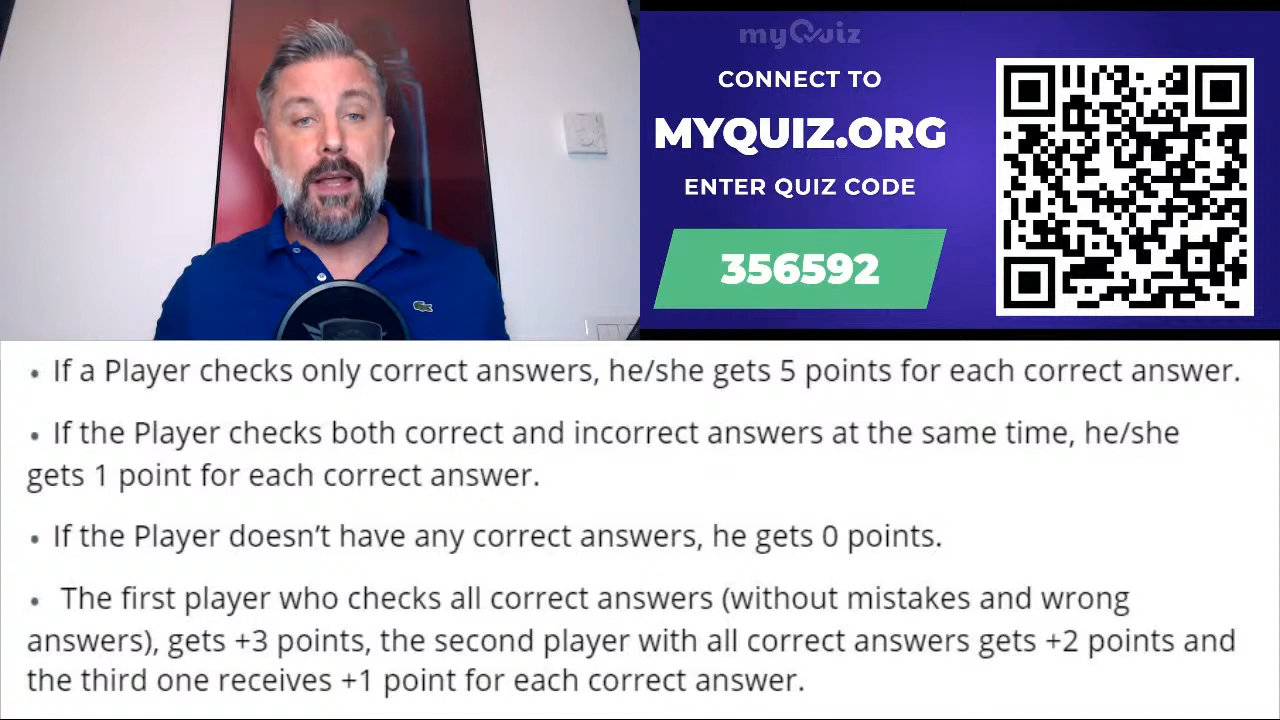 myQuiz
CONNECT TO
MYQUIZ.ORG
ENTER QUIZ CODE
356592
• If a Player checks only correct answers, he/she gets 5 points for each correct answer.
• If the Player checks both correct and incorrect answers at the same time, he/she
gets 1 point for each correct answer.
• If the Player doesn’t have any correct answers, he gets 0 points.
• The first player who checks all correct answers (without mistakes and wrong
answers), gets +3 points, the second player with all correct answers gets +2 points and
the third one receives +1 point for each correct answer.